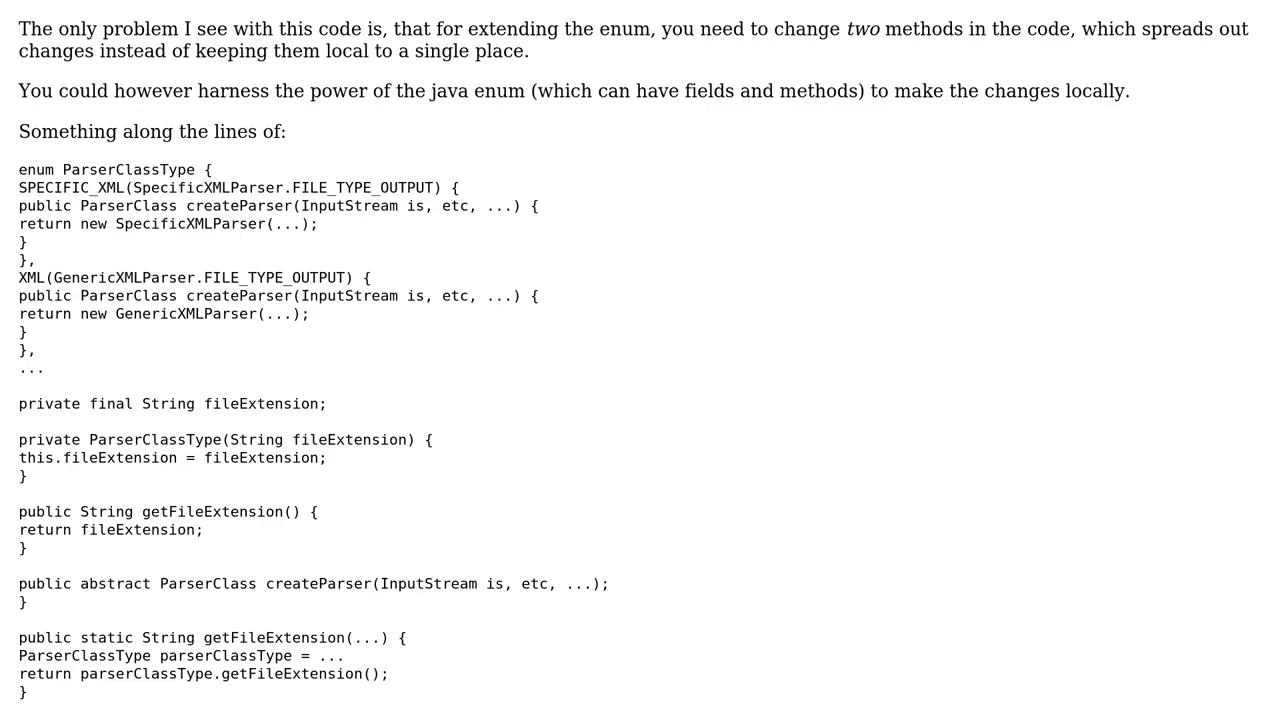 The only problem I see with this code is, that for extending the enum, you need to change two methods in the code, which spreads out
changes instead of keeping them local to a single place.
You could however harness the power of the java enum (which can have fields and methods) to make the changes locally.
Something along the lines of:
enum ParserClassType {
SPECIFIC_XML(SpecificXMLParser.FILE_TYPE_OUTPUT) {
public ParserClass createParser(InputStream is, etc, ...) {
return new SpecificXMLParser(...);
}
},
XML(GenericXMLParser.FILE_TYPE_OUTPUT) {
public ParserClass createParser(InputStream is, etc, ...) {
return new GenericXMLParser(...);
}
},
...
private final String fileExtension;
private ParserClassType(String fileExtension) {
this.fileExtension = fileExtension;
}
public String getFileExtension() {
return fileExtension;
}
public abstract ParserClass createParser(InputStream is, etc, ...);
}
public static String getFileExtension(...) {
ParserClassType parserClassType = ...
return parserClassType.getFileExtension();
}